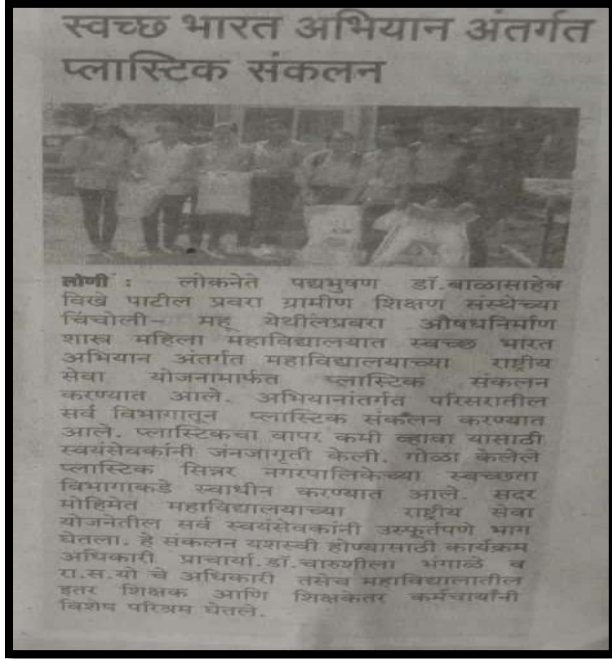 स्वच्छ भारत अभियान अंतर्गत
प्लास्टिक संकलन
लोणी : लोकनेते पद्मभुषण डॉ.बाळासाहेब
विखे पाटील प्रवरा ग्रामीण शिक्षण संस्थेच्या
चिंचोली- महू येथीलप्रवरा औषधनिर्माण
शास्त्र महिला महाविद्यालयात स्वच्छ भारत
अभियान अंतर्गत महाविद्यालयाच्या राष्ट्रीय
सेवा योजनामार्फत प्लास्टिक संकलन
करण्यात आले. अभियानांतर्गत परिसरातील
सर्व विभागातून प्लास्टिक संकलन करण्यात
आले. प्लास्टिकचा वापर कमी व्हावा यासाठी
स्वयंसेवकांनी जंनजागृती केली. गोळा केलेले
प्लास्टिक सिन्नर नगरपालिकेच्या स्वच्छता
विभागाकडे स्वाधीन करण्यात आले. सदर
मोहिमेत महाविद्यालयाच्या राष्ट्रीय सेवा
योजनेतील सर्व स्वयंसेवकांनी उस्फूर्तपणे भाग
घेतला. हे संकलन यशस्वी होण्यासाठी कार्यक्रम
अधिकारी प्राचार्या.डॉ.चारुशीला भंगाळे व
रा.स.यो चे अधिकारी तसेच महाविद्यालातील
इतर शिक्षक आणि शिक्षकेतर कर्मचार्यांनी
विशेष परिश्रम घेतले.